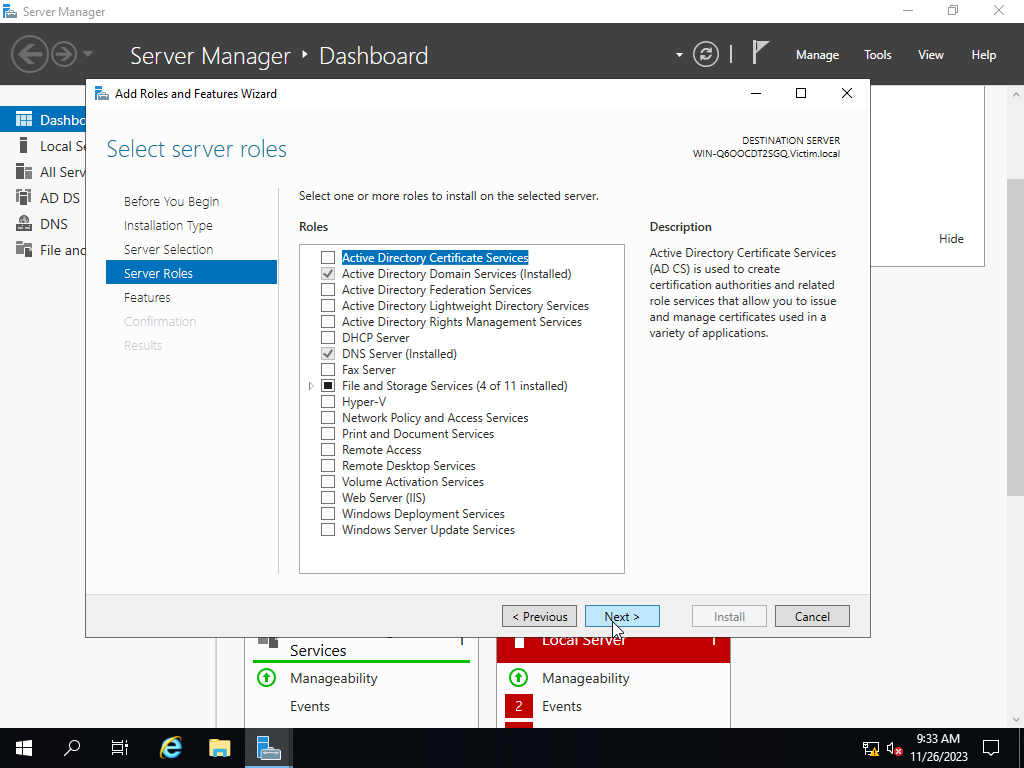 Server Manager
Server Manager ‣ Dashboard
Manage Tools View Help
Add Roles and Features Wizard
Dashbo
Local Se
All Serv
AD DS
DNS
File and
Select server roles
DESTINATION SERVER
WIN-Q6OOCDT2SGQ.Victim.local
Before You Begin
Installation Type
Server Selection
Server Roles
Features
Confirmation
Results
Select one or more roles to install on the selected server.
Roles
Active Directory Certificate Services
Active Directory Domain Services (Installed)
Active Directory Federation Services
Active Directory Lightweight Directory Services
Active Directory Rights Management Services
DHCP Server
DNS Server (Installed)
Fax Server
File and Storage Services (4 of 11 installed)
Hyper-V
Network Policy and Access Services
Print and Document Services
Remote Access
Remote Desktop Services
Volume Activation Services
Web Server (IIS)
Windows Deployment Services
Windows Server Update Services
Description
Active Directory Certificate Services
(AD CS) is used to create
certification authorities and related
role services that allow you to issue
and manage certificates used in a
variety of applications.
Hide
< Previous
Next >
Install
Cancel
Services 1
Manageability
Events
Local Server 1
Manageability
2 Events
9:33 AM
11/26/2023